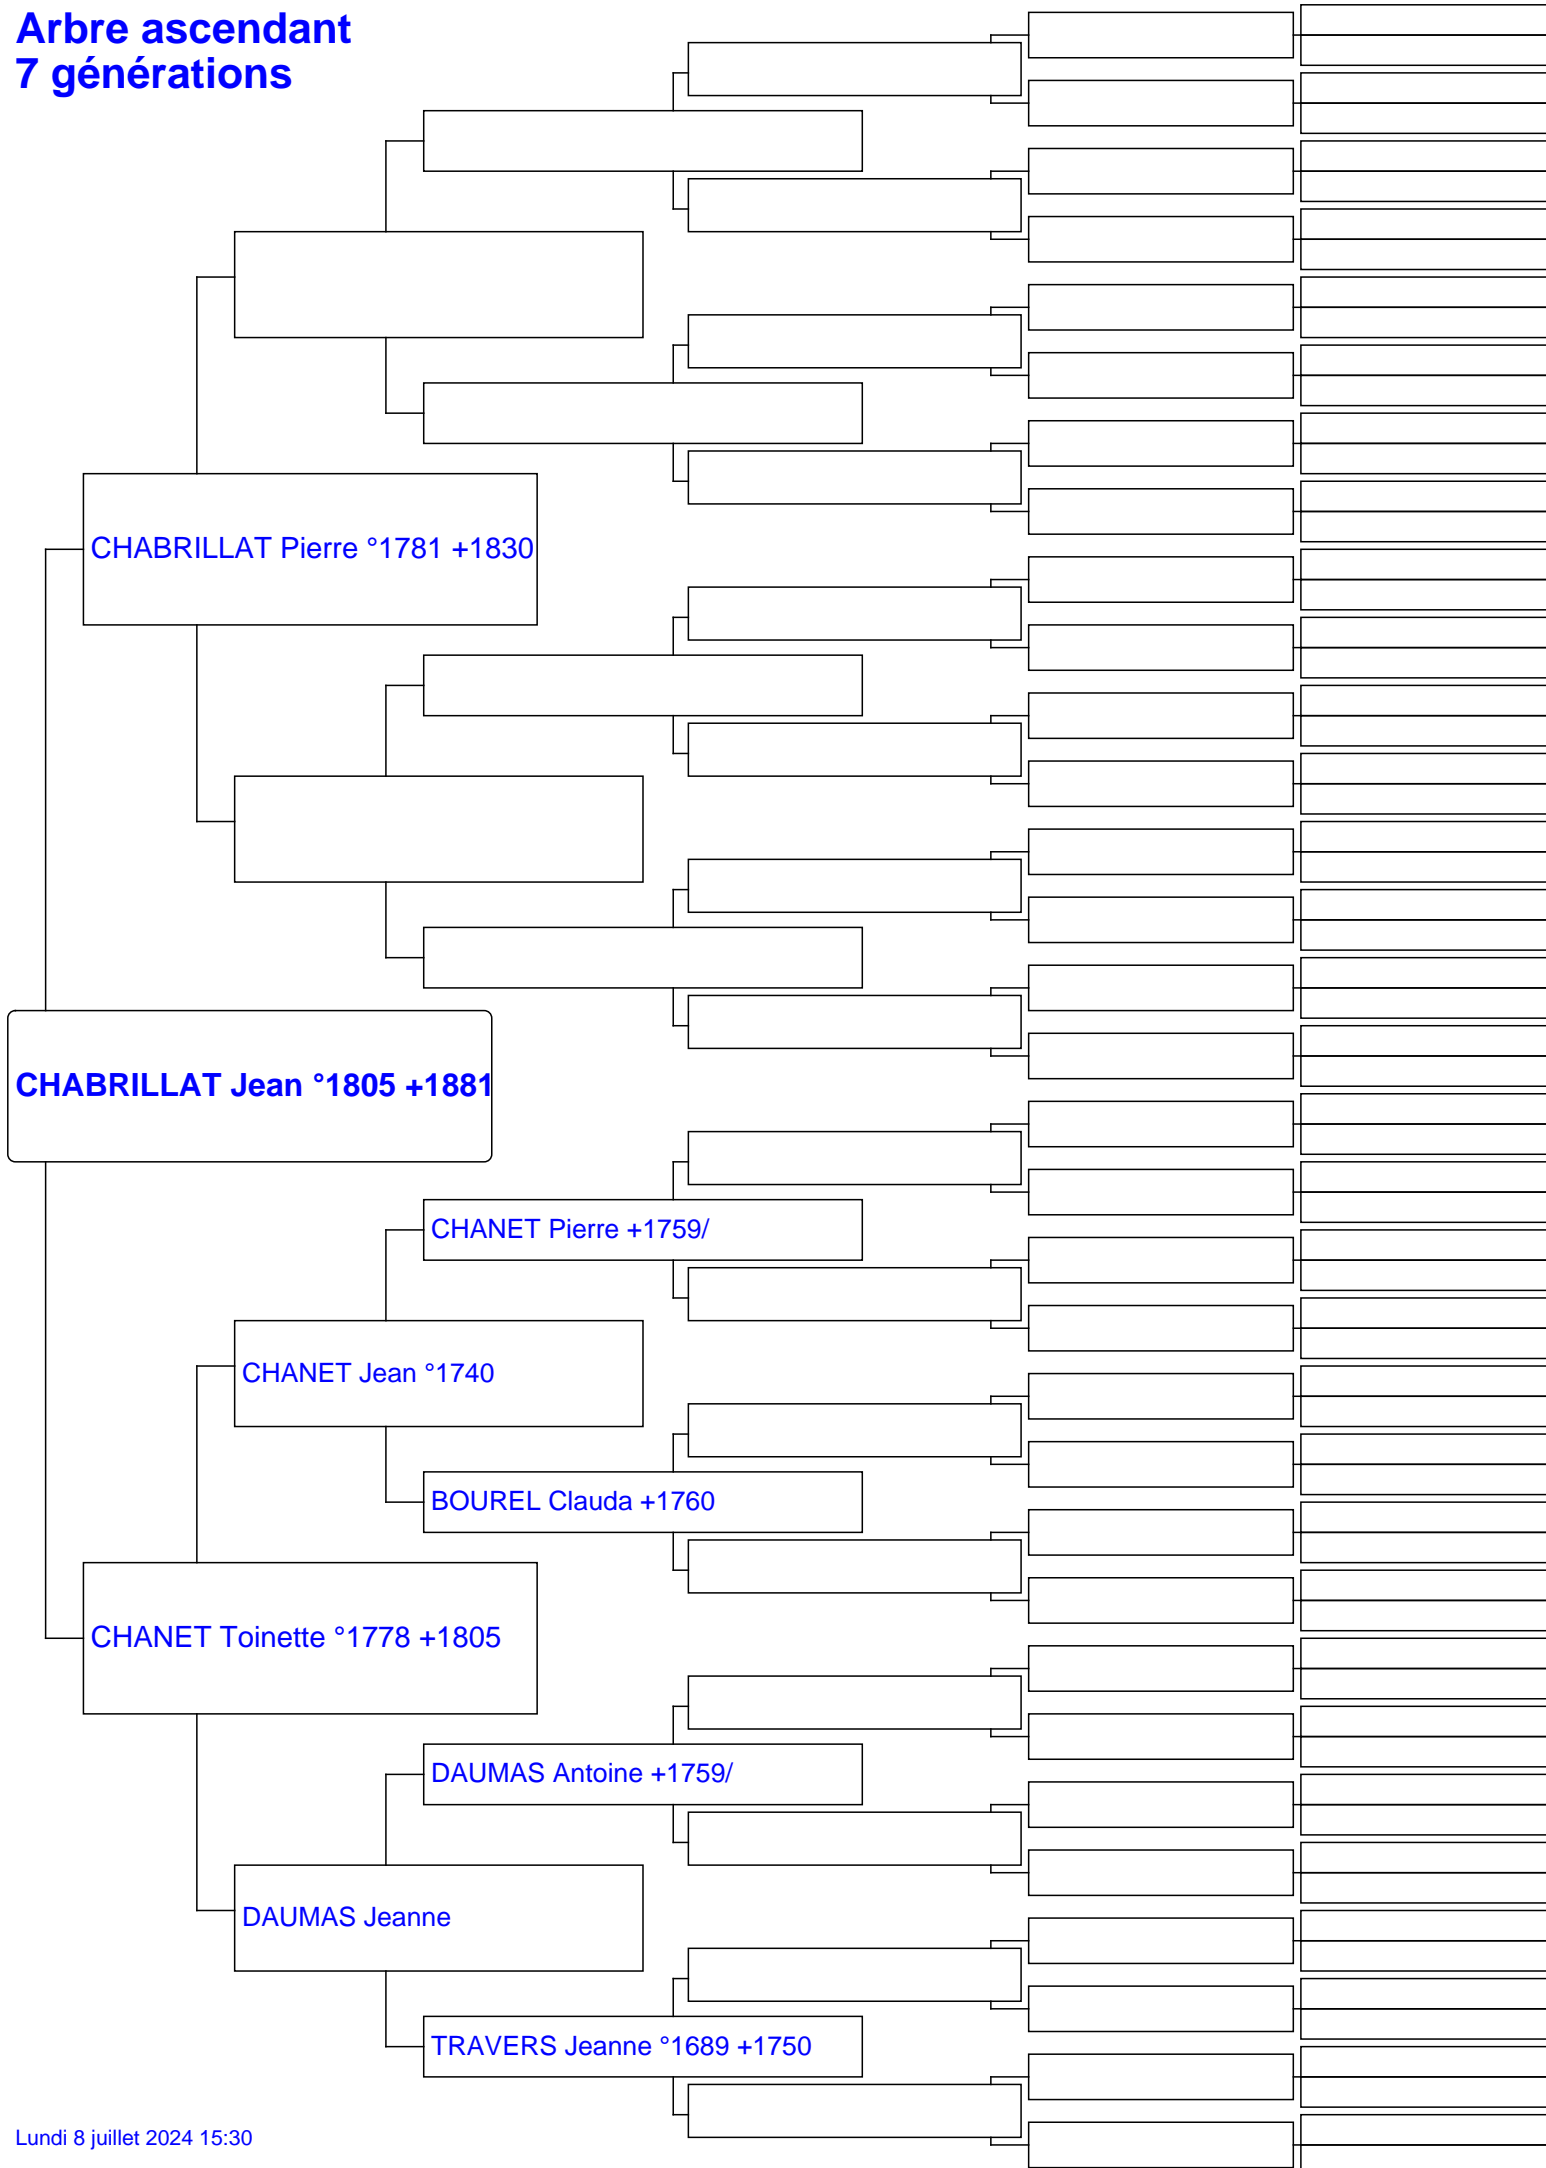 Arbre ascendant
7 générations
CHABRILLAT Pierre °1781 +1830
CHABRILLAT Jean °1805 +1881
CHANET Pierre +1759/
CHANET Jean °1740
BOUREL Clauda +1760
CHANET Toinette °1778 +1805
DAUMAS Antoine +1759/
DAUMAS Jeanne
TRAVERS Jeanne °1689 +1750
Lundi 8 juillet 2024 15:30